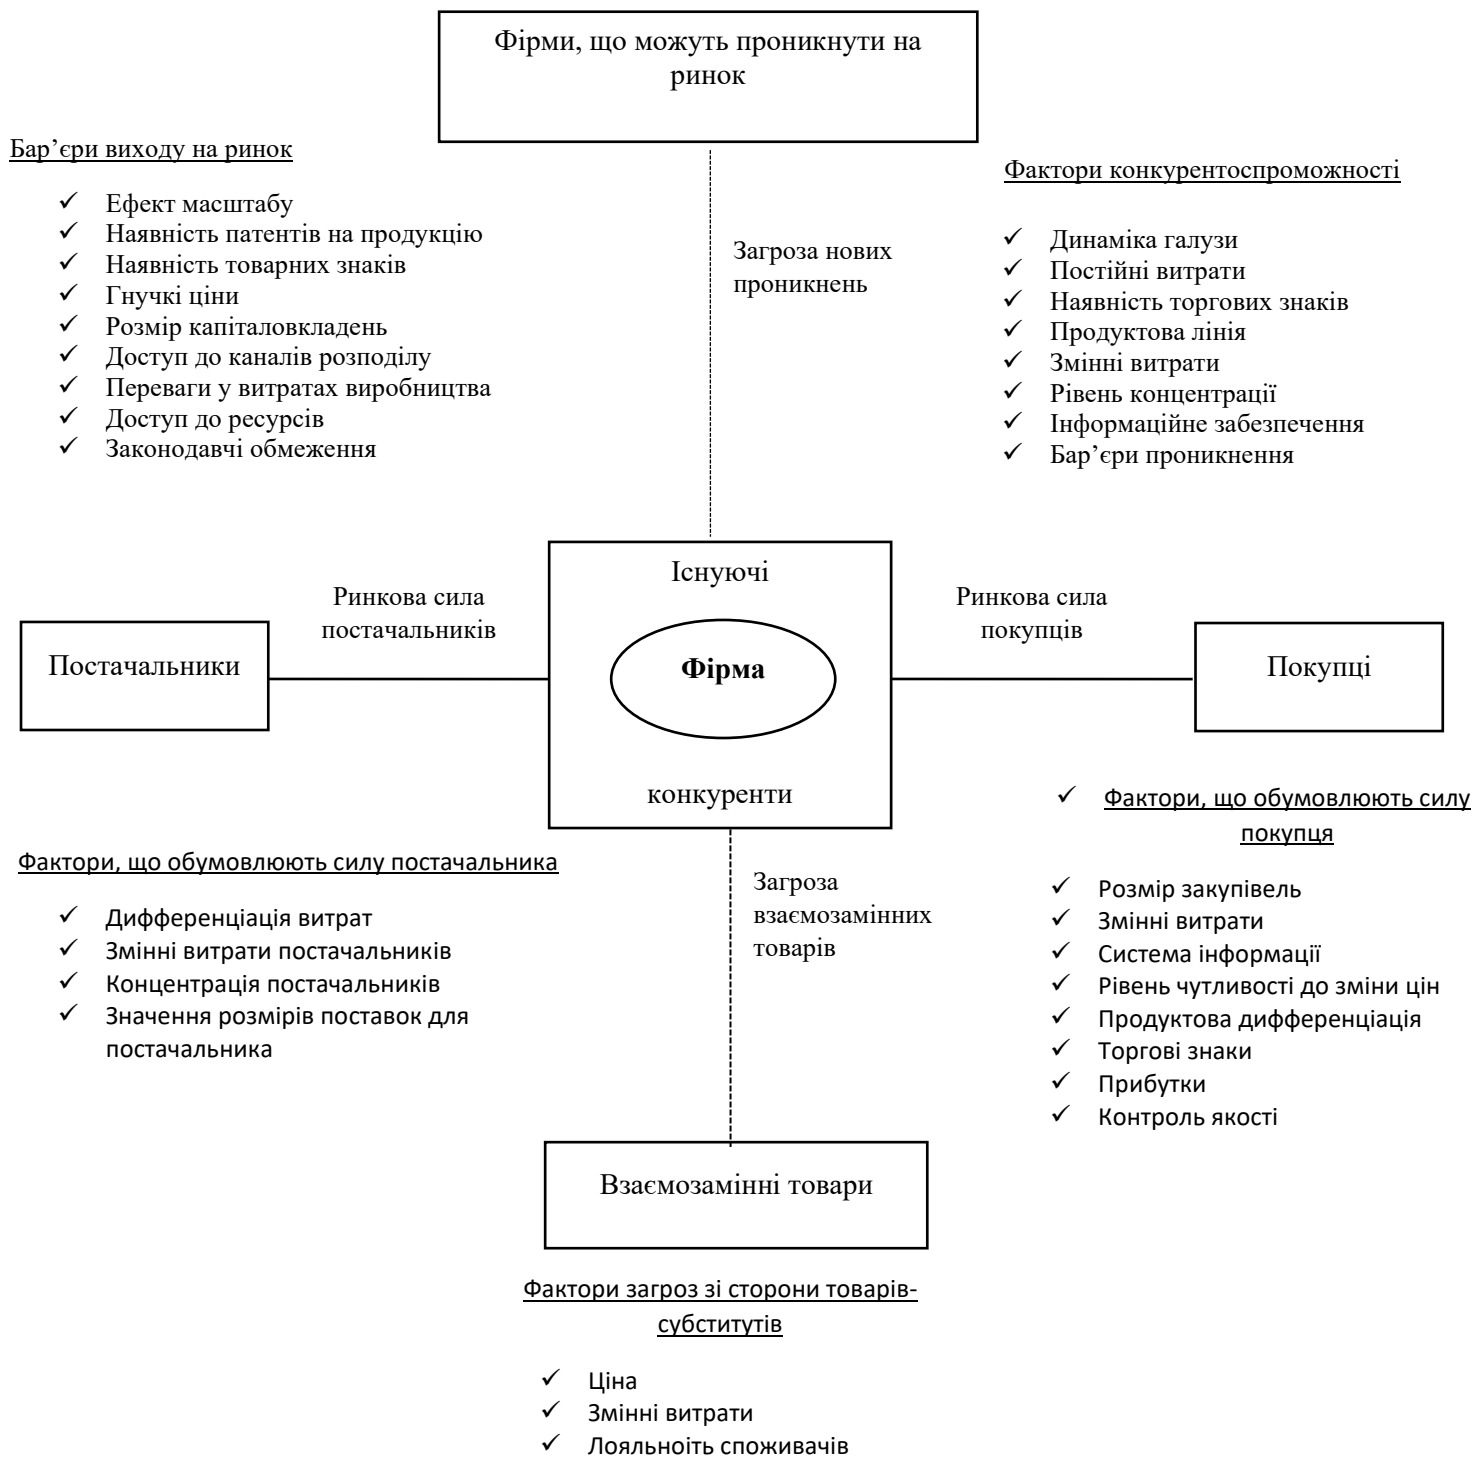 Фірми, що можуть проникнути на
ринок
Бар’єри виходу на ринок
✓ Ефект масштабу
✓ Наявність патентів на продукцію
✓ Наявність товарних знаків
✓ Гнучкі ціни
✓ Розмір капіталовкладень
✓ Доступ до каналів розподілу
✓ Переваги у витратах виробництва
✓ Доступ до ресурсів
✓ Законодавчі обмеження
Загроза нових
проникнень
Фактори конкурентоспроможності
✓ Динаміка галузи
✓ Постійні витрати
✓ Наявність торгових знаків
✓ Продуктова лінія
✓ Змінні витрати
✓ Рівень концентрації
✓ Інформаційне забезпечення
✓ Бар’єри проникнення
Постачальники
Ринкова сила
постачальників
Існуючі
Фірма
конкуренти
Ринкова сила
покупців
Покупці
Фактори, що обумовлюють силу постачальника
✓ Дифференціація витрат
✓ Змінні витрати постачальників
✓ Концентрація постачальників
✓ Значення розмірів поставок для
постачальника
Загроза
взаємозамінних
товарів
✓ Фактори, що обумовлюють силу
покупця
✓ Розмір закупівель
✓ Змінні витрати
✓ Система інформації
✓ Рівень чутливості до зміни цін
✓ Продуктова дифференціація
✓ Торгові знаки
✓ Прибутки
✓ Контроль якості
Взаємозамінні товари
Фактори загроз зі сторони товарів-
субститутів
✓ Ціна
✓ Змінні витрати
✓ Лояльноіть споживачів